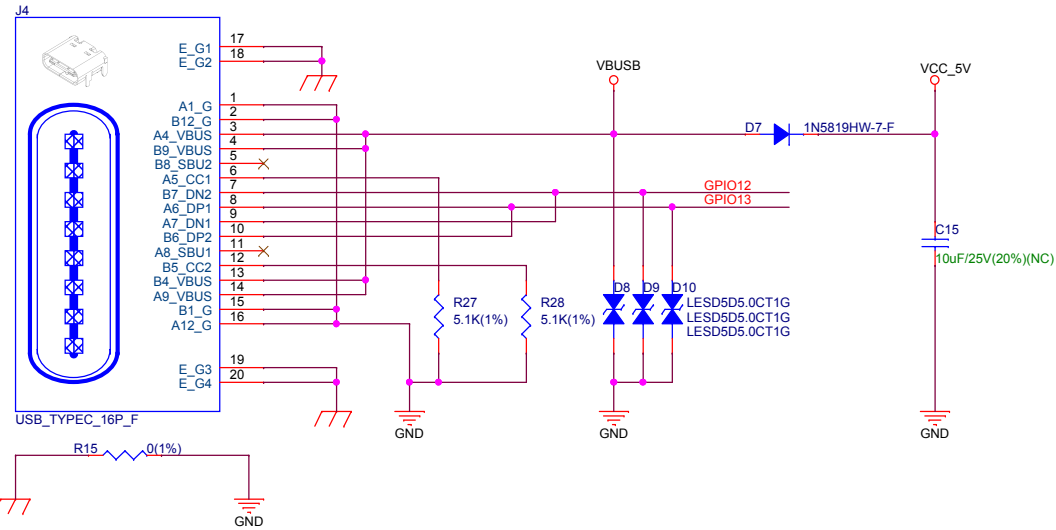 J4
E_G1 17
E_G2 18
A1_G 1
B12_G 2
A4_VBUS 3
B9_VBUS 4
B8_SBU2 5
A5_CC1 6
B7_DN2 7
A6_DP1 8
A7_DN1 9
B6_DP2 10
A8_SBU1 11
B5_CC2 12
B4_VBUS 13
A9_VBUS 14
B1_G 15
A12_G 16
E_G3 19
E_G4 20
USB_TYPEC_16P_F
VBUSB
VCC_5V
D7 1N5819HW-7-F
GPIO12
GPIO13
C15
10uF/25V(20%)(NC)
R27
5.1K(1%)
R28
5.1K(1%)
D8 D9 D10
LESD5D5.0CT1G
LESD5D5.0CT1G
LESD5D5.0CT1G
GND
GND
GND
R15 0(1%)
GND